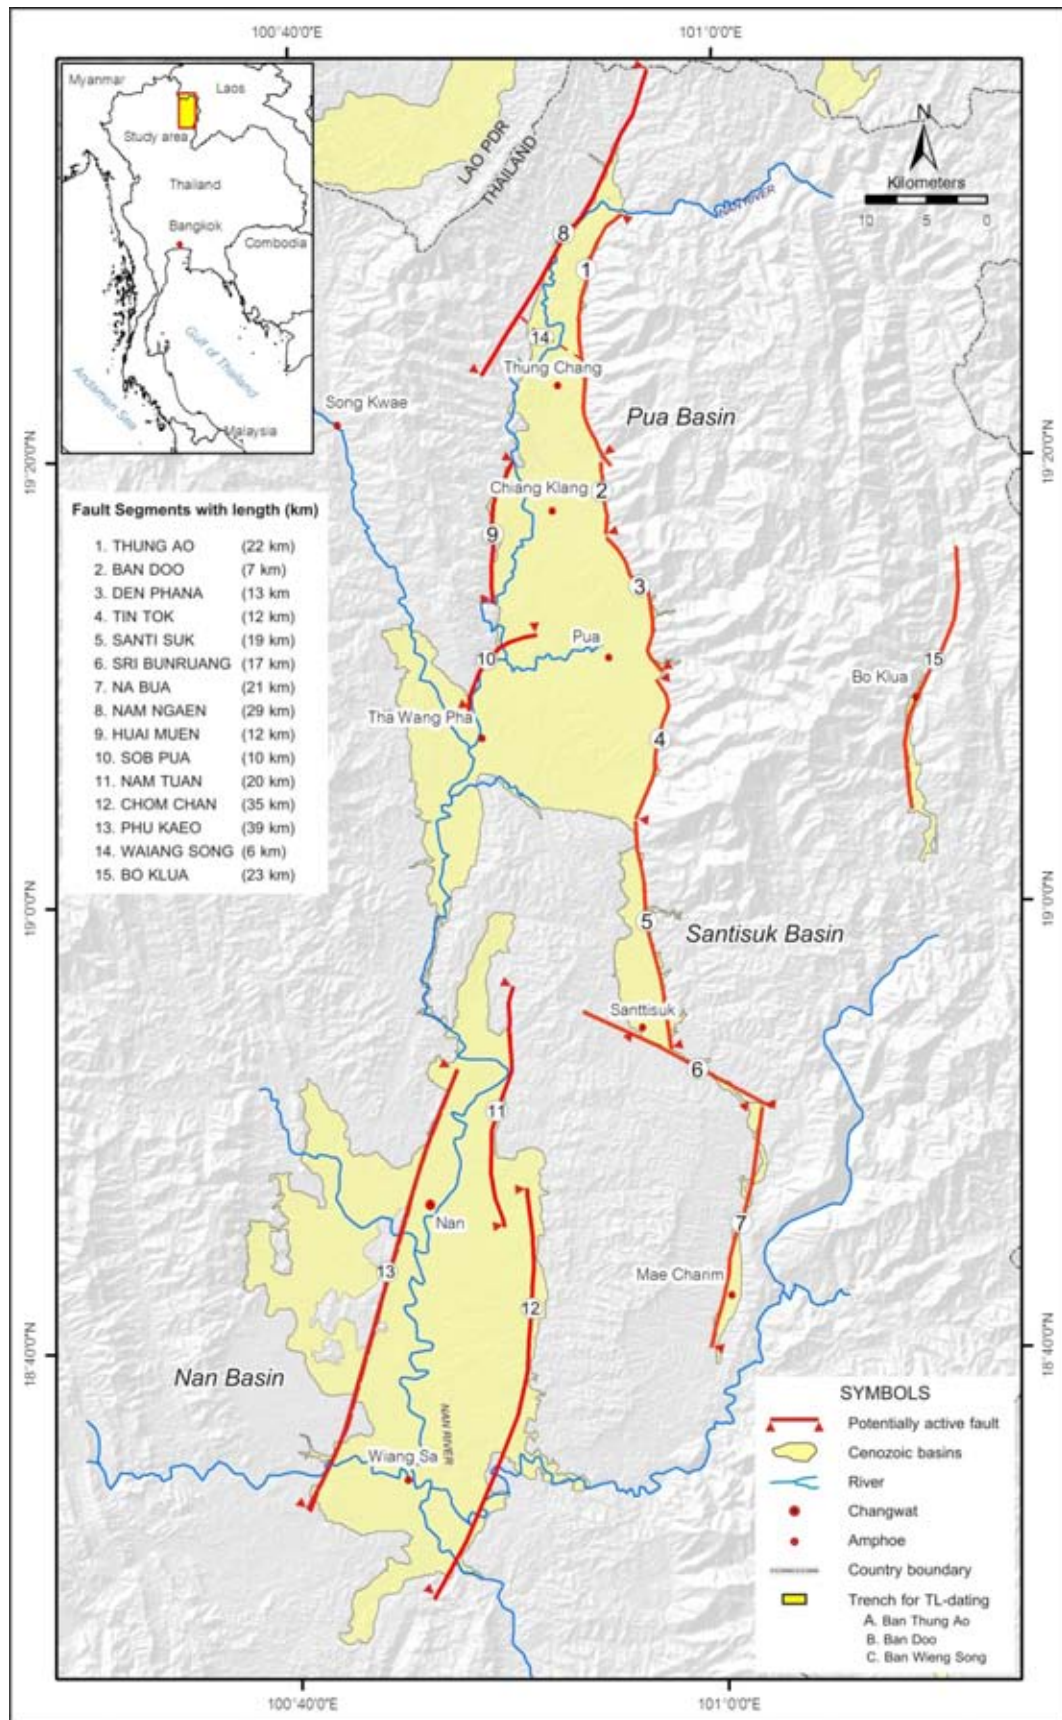 100°40'0"E
101°0'0"E
Myanmar
Laos
Study area
Thailand
Bangkok
Combodia
Gulf of Thailand
Andaman Sea
Malaysia
LAO PDR
THAILAND
N
Kilometers
10 5 0
NAN RIVER
8
1
14
Thung Chang
Song Kwae
Pua Basin
19°20'0"N
19°20'0"N
Chiang Klang
2
9
3
Pua
10
15
Bo Klua
Tha Wang Pha
4
Fault Segments with length (km)
1. THUNG AO (22 km)
2. BAN DOO (7 km)
3. DEN PHANA (13 km
4. TIN TOK (12 km)
5. SANTI SUK (19 km)
6. SRI BUNRUANG (17 km)
7. NA BUA (21 km)
8. NAM NGAEN (29 km)
9. HUAI MUEN (12 km)
10. SOB PUA (10 km)
11. NAM TUAN (20 km)
12. CHOM CHAN (35 km)
13. PHU KAEO (39 km)
14. WAIANG SONG (6 km)
15. BO KLUA (23 km)
19°0'0"N
19°0'0"N
5
Santisuk Basin
Santtisuk
6
11
Nan
7
13
Mae Charim
12
18°40'0"N
18°40'0"N
Nan Basin
NAN RIVER
Wiang Sa
SYMBOLS
Potentially active fault
Cenozoic basins
River
Changwat
Amphoe
Country boundary
Trench for TL-dating
A. Ban Thung Ao
B. Ban Doo
C. Ban Wieng Song
100°40'0"E
101°0'0"E